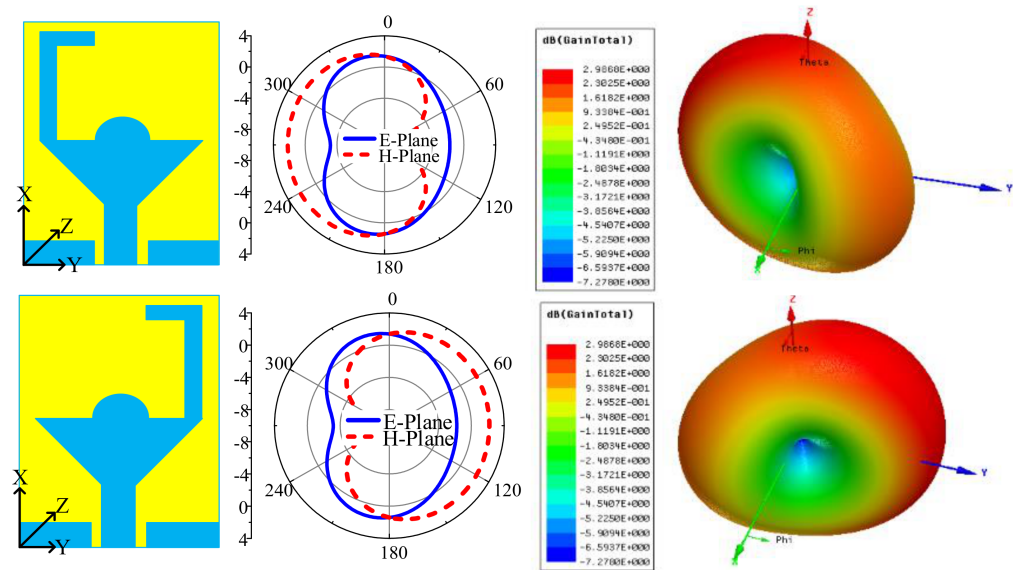 X
Z
Y
4
0
-4
-8
-8
-4
0
4
0
60
120
180
240
300
E-Plane
H-Plane
dB(GainTotal)
2.9868E+000
2.3025E+000
1.6182E+000
9.3384E-001
2.4952E-001
-4.3480E-001
-1.1191E+000
-1.8034E+000
-2.4878E+000
-3.1721E+000
-3.8564E+000
-4.5407E+000
-5.2250E+000
-5.9094E+000
-6.5937E+000
-7.2780E+000
Z
Theta
Y
Phi
X
X
Z
Y
4
0
-4
-8
-4
0
4
0
60
120
180
240
300
E-Plane
H-Plane
dB(GainTotal)
2.9868E+000
2.3025E+000
1.6182E+000
9.3384E-001
2.4952E-001
-4.3480E-001
-1.1191E+000
-1.8034E+000
-2.4878E+000
-3.1721E+000
-3.8564E+000
-4.5407E+000
-5.2250E+000
-5.9094E+000
-6.5937E+000
-7.2780E+000
Z
Theta
Y
Phi
X